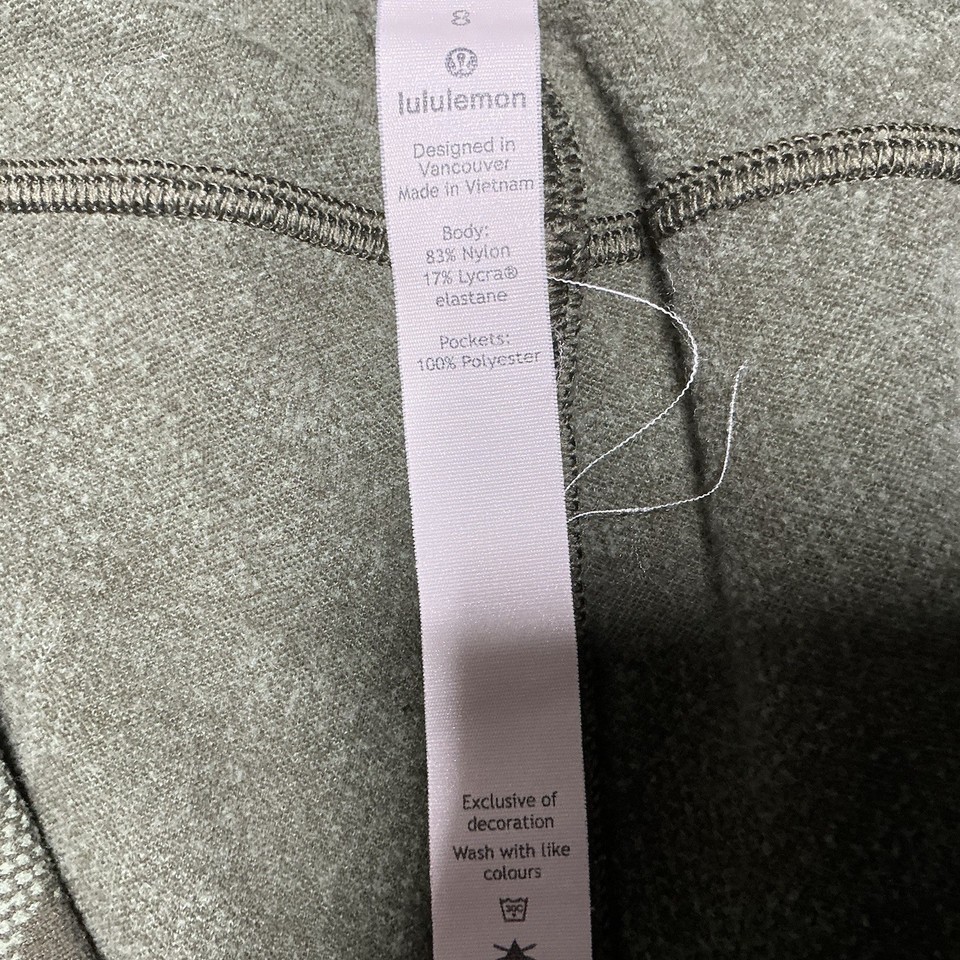 8
lululemon
Designed in
Vancouver
Made in Vietnam
Body:
83% Nylon
17% Lycra®
elastane
Pockets:
100% Polyester
Exclusive of
decoration
Wash with like
colours
30C